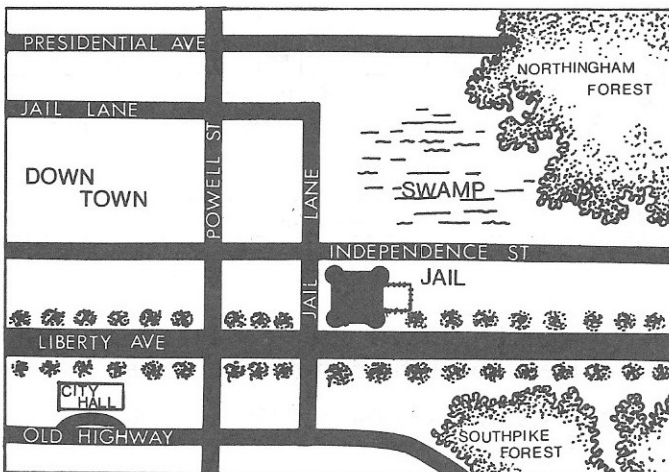 PRESIDENTIAL AVE
NORTHINGHAM
FOREST
JAIL LANE
DOWN
TOWN
POWELL ST
LANE
SWAMP
INDEPENDENCE ST
JAIL
JAIL
LIBERTY AVE
CITY
HALL
OLD HIGHWAY
SOUTHPIKE
FOREST